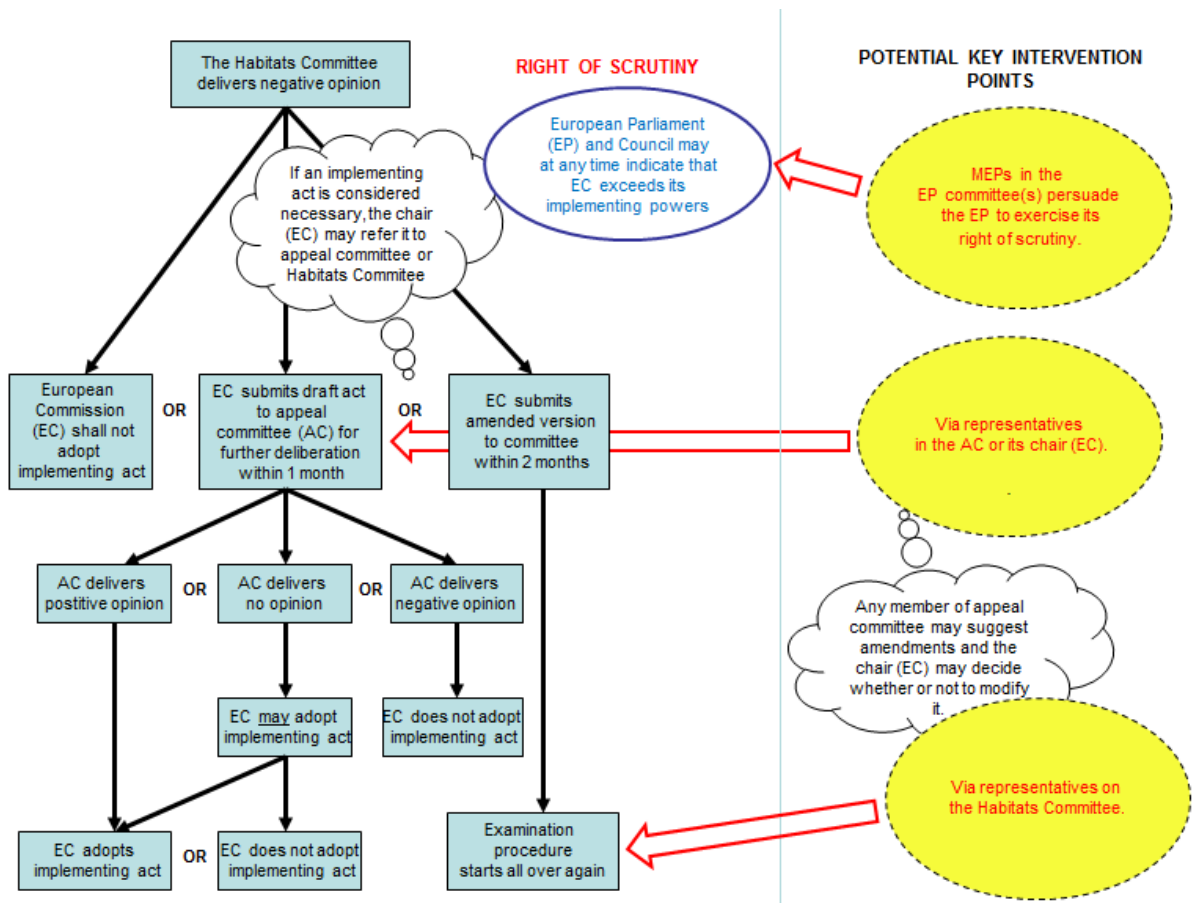 The Habitats Committee
delivers negative opinion
RIGHT OF SCRUTINY
POTENTIAL KEY INTERVENTION
POINTS
European Parliament
(EP) and Council may
at any time indicate that
EC exceeds its
implementing powers
MEPs in the
EP committee(s) persuade
the EP to exercise its
right of scrutiny.
If an implementing
act is considered
necessary, the chair
(EC) may refer it to
appeal committee or
Habitats Commitee
European
Commission
(EC) shall not
adopt
implementing act
OR
EC submits draft act
to appeal
committee (AC) for
further deliberation
within 1 month
OR
EC submits
amended version
to committee
within 2 months
Via representatives
in the AC or its chair (EC).
.
AC delivers
postitive opinion
OR
AC delivers
no opinion
OR
AC delivers
negative opinion
Any member of appeal
committee may suggest
amendments and the
chair (EC) may decide
whether or not to modify
it.
EC may adopt
implementing act
EC does not adopt
implementing act
Via representatives on
the Habitats Committee.
EC adopts
implementing act
OR
EC does not adopt
implementing act
Examination
procedure
starts all over again